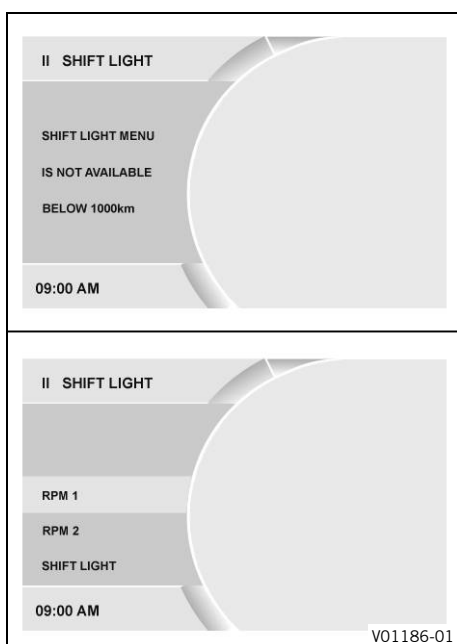 II SHIFT LIGHT
SHIFT LIGHT MENU
IS NOT AVAILABLE
BELOW 1000km
09:00 AM
II SHIFT LIGHT
RPM 1
RPM 2
SHIFT LIGHT
09:00 AM
V01186-01